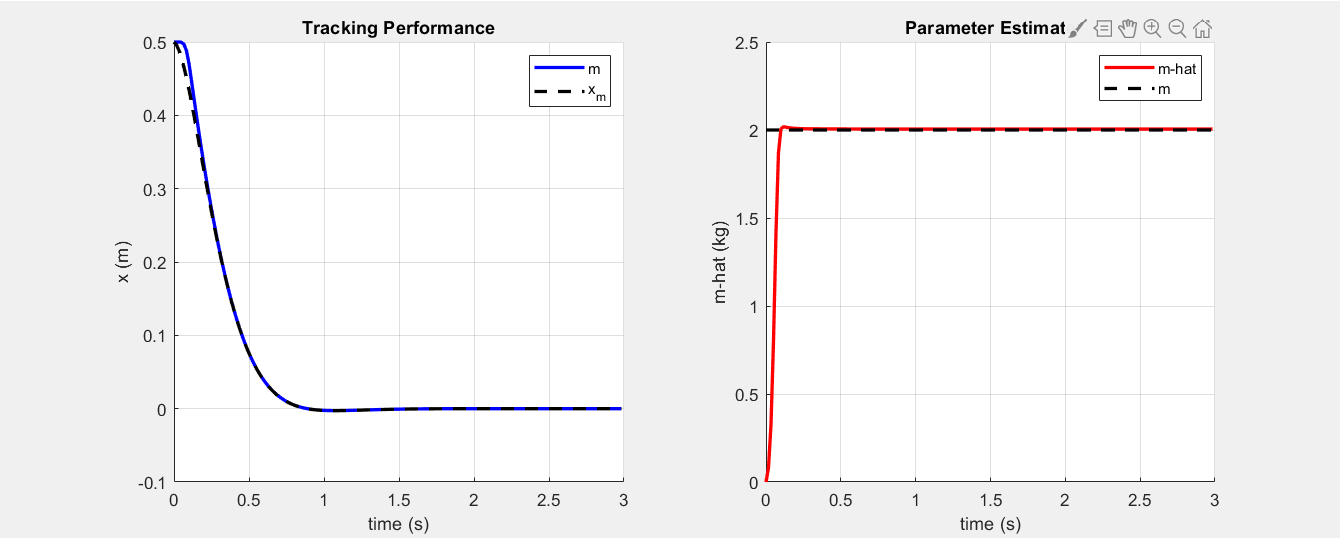 Tracking Performance
0.5
0.4
0.3
0.2
0.1
0
-0.1
x (m)
0 0.5 1 1.5 2 2.5 3
time (s)
m
x_m
Parameter Estimat
2.5
2
1.5
1
0.5
0
m-hat (kg)
0 0.5 1 1.5 2 2.5 3
time (s)
m-hat
m